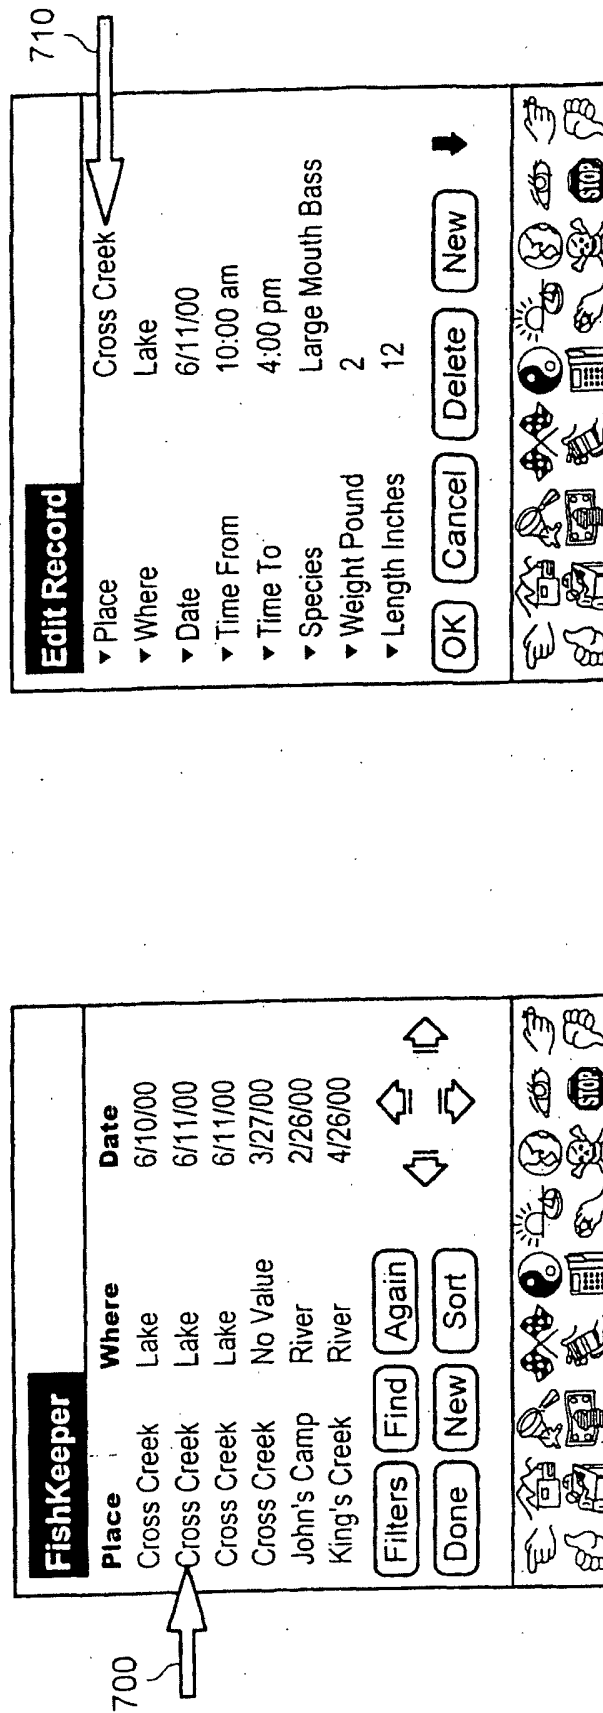 FishKeeper
Place Where Date
Cross Creek Lake 6/10/00
Cross Creek Lake 6/11/00
Cross Creek Lake 6/11/00
Cross Creek No Value 3/27/00
John's Camp River 2/26/00
King's Creek River 4/26/00
Filters Find Again
Done New Sort
STOP
700
Edit Record
Place Cross Creek
Where Lake
Date 6/11/00
Time From 10:00 am
Time To 4:00 pm
Species Large Mouth Bass
Weight Pound 2
Length Inches 12
OK Cancel Delete New
STOP
710